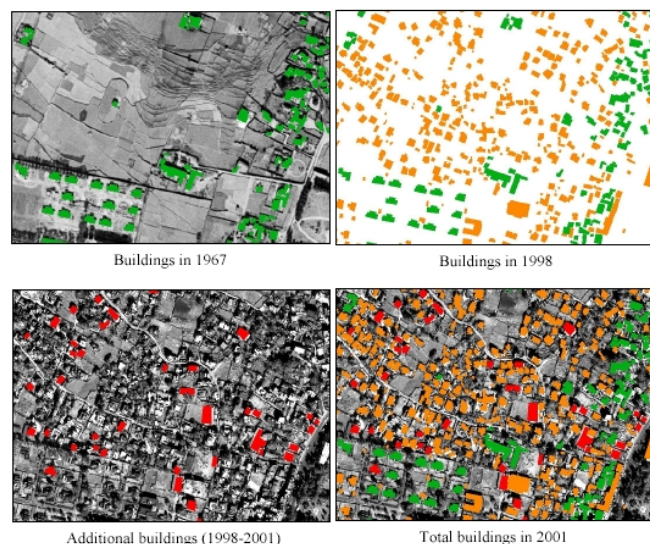 Buildings in 1967
Buildings in 1998
Additional buildings (1998-2001)
Total buildings in 2001